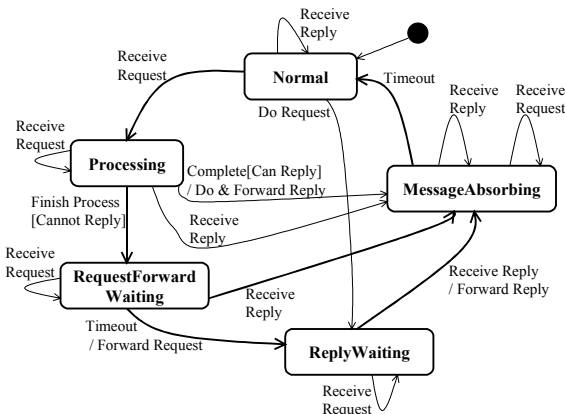 Receive
Reply
Receive
Request
Normal
Timeout
Receive
Reply
Receive
Request
Do Request
Receive
Request
Processing
Complete[Can Reply]
/ Do & Forward Reply
MessageAbsorbing
Finish Process
[Cannot Reply]
Receive
Reply
Receive
Request
RequestForward
Waiting
Receive
Reply
Receive Reply
/ Forward Reply
Timeout
/ Forward Request
ReplyWaiting
Receive
Request